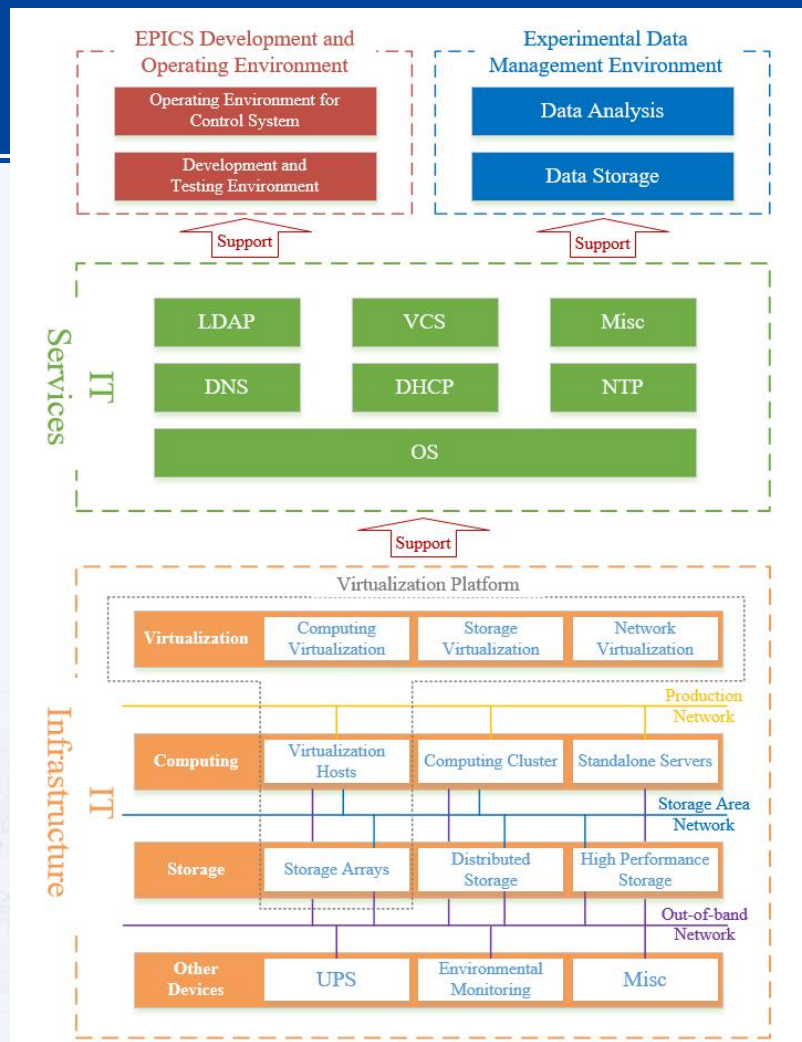 EPICS Development and
Operating Environment
Operating Environment for
Control System
Development and
Testing Environment
Experimental Data
Management Environment
Data Analysis
Data Storage
Support
Support
IT
Services
LDAP
VCS
Misc
DNS
DHCP
NTP
OS
Support
IT
Infrastructure
Virtualization Platform
Virtualization
Computing
Virtualization
Storage
Virtualization
Network
Virtualization
Production
Network
Computing
Virtualization
Hosts
Computing Cluster
Standalone Servers
Storage Area
Network
Storage
Storage Arrays
Distributed
Storage
High Performance
Storage
Out-of-band
Network
Other
Devices
UPS
Environmental
Monitoring
Misc